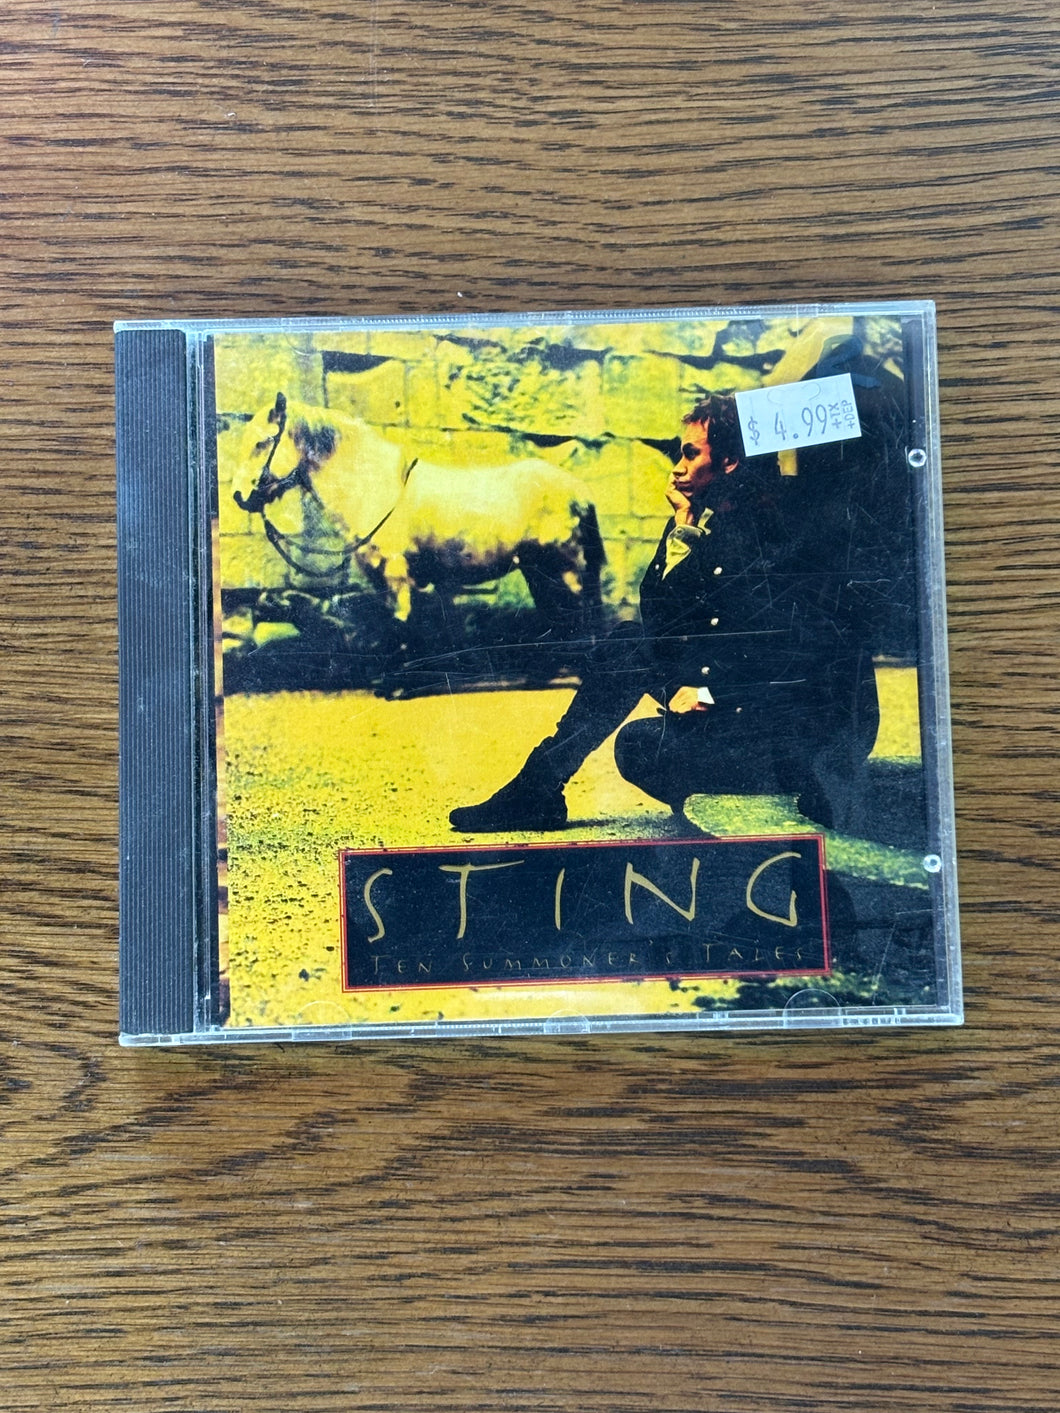 $ 4.99 +TX
+DEP
STING
TEN SUMMONER'S TALES